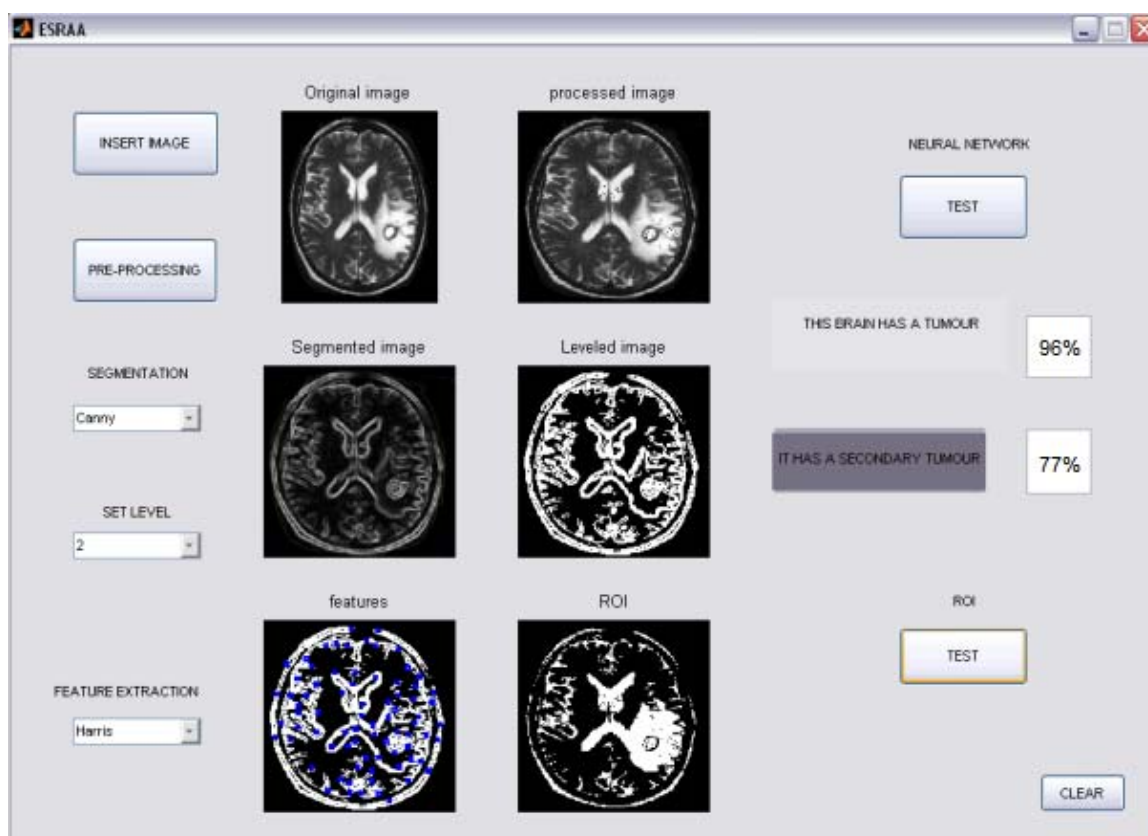 ESRAA
INSERT IMAGE
PRE-PROCESSING
SEGMENTATION
Canny
SET LEVEL
2
FEATURE EXTRACTION
Harris
Original image
processed image
Segmented image
Leveled image
features
ROI
NEURAL NETWORK
TEST
THIS BRAIN HAS A TUMOUR
96%
IT HAS A SECONDARY TUMOUR
77%
ROI
TEST
CLEAR